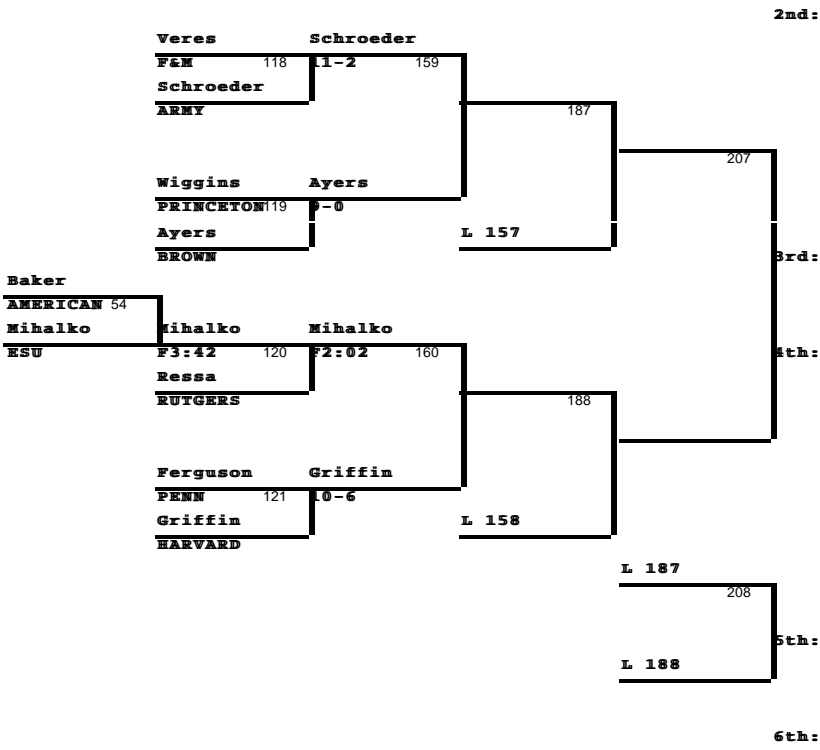 2nd:
Veres Schroeder
F&M 118 11-2 159
Schroeder
ARMY 187
207
Wiggins Ayers
PRINCETON 119 9-0
Ayers L 157
BROWN 3rd:
Baker
AMERICAN 54
Mihalko Mihalko Mihalko
ESU F3:42 120 F2:02 160 4th:
Ressa
RUTGERS 188
Ferguson Griffin
PENN 121 10-6
Griffin L 158
HARVARD
L 187
208
5th:
L 188
6th: